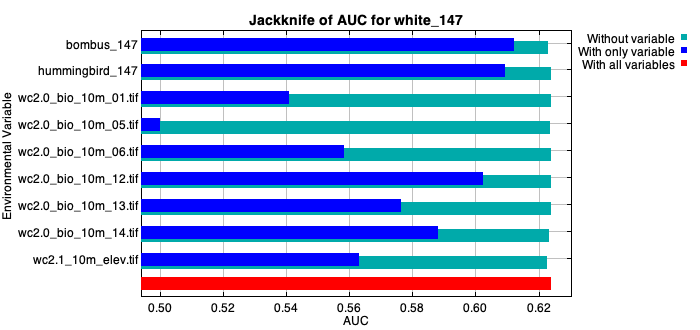 Jackknife of AUC for white_147
Without variable
With only variable
With all variables
Environmental Variable
bombus_147
hummingbird_147
wc2.0_bio_10m_01.tif
wc2.0_bio_10m_05.tif
wc2.0_bio_10m_06.tif
wc2.0_bio_10m_12.tif
wc2.0_bio_10m_13.tif
wc2.0_bio_10m_14.tif
wc2.1_10m_elev.tif
0.50 0.52 0.54 0.56 0.58 0.60 0.62
AUC